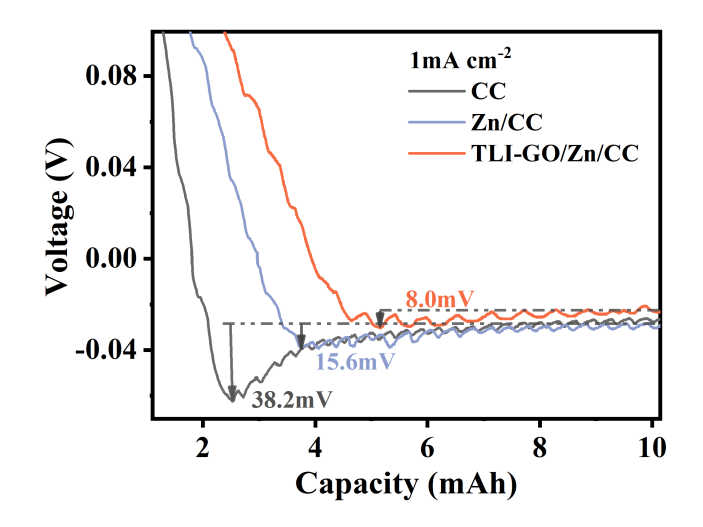 1mA cm-2
CC
Zn/CC
TLI-GO/Zn/CC
0.08
0.04
0.00
-0.04
Voltage (V)
8.0mV
15.6mV
38.2mV
2 4 6 8 10
Capacity (mAh)